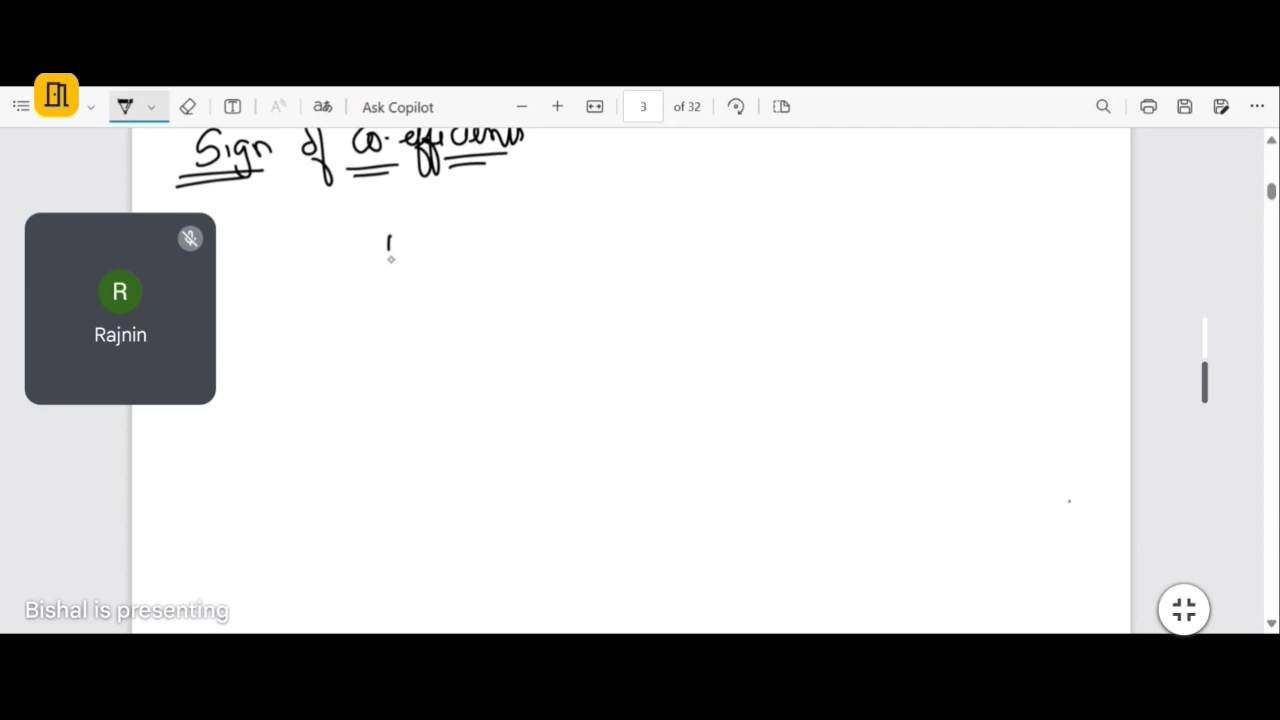 Ask Copilot
3 of 32
Sign of co-efficients
R
Rajnin
Bishal is presenting